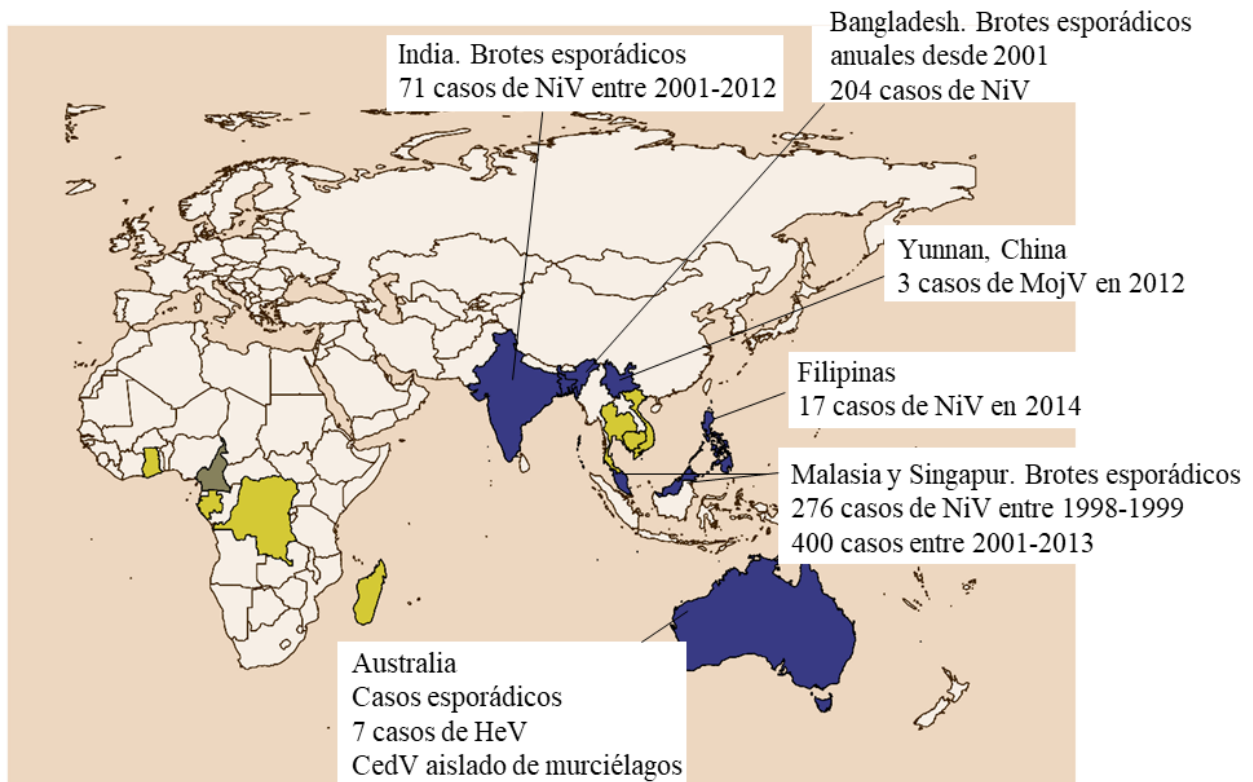 India. Brotes esporádicos
71 casos de NiV entre 2001-2012
Bangladesh. Brotes esporádicos
anuales desde 2001
204 casos de NiV
Yunnan, China
3 casos de MojV en 2012
Filipinas
17 casos de NiV en 2014
Malasia y Singapur. Brotes esporádicos
276 casos de NiV entre 1998-1999
400 casos entre 2001-2013
Australia
Casos esporádicos
7 casos de HeV
CedV aislado de murciélagos